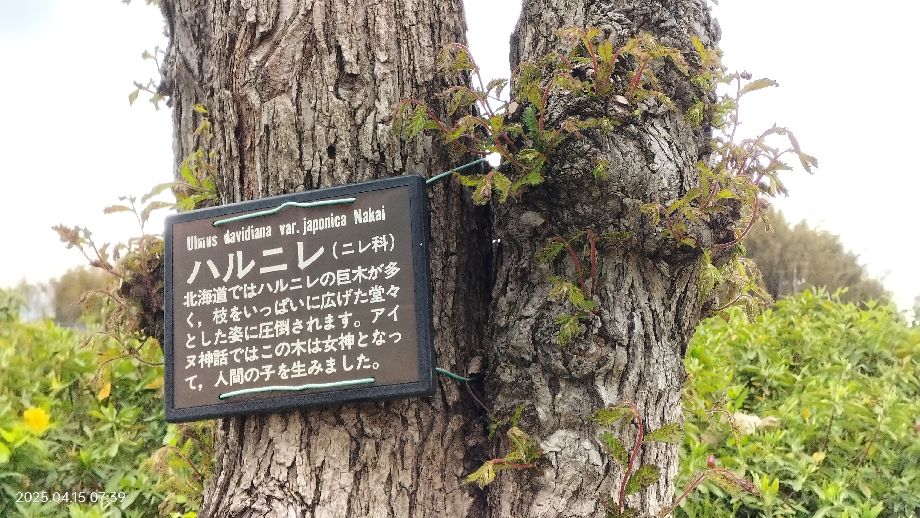 Ulmus davidiana var. japonica Nakai
ハルニレ(ニレ科)
北海道ではハルニレの巨木が多
く，枝をいっぱいに広げた堂々
とした姿に圧倒されます。アイ
ヌ神話ではこの木は女神となっ
て，人間の子を生みました。
2025.04.15 07:39